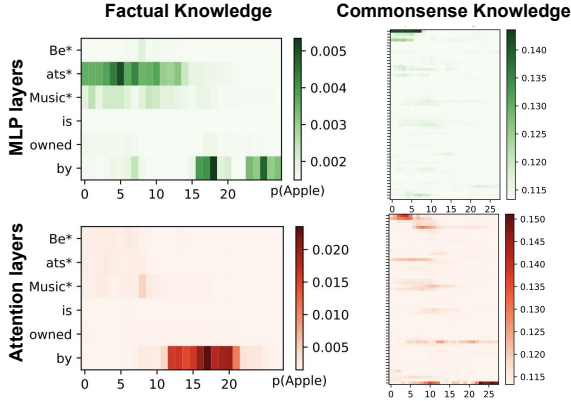 Factual Knowledge
Commonsense Knowledge
MLP layers
Be*
ats*
Music*
is
owned
by
0 5 10 15 20
p(Apple)
0.005
0.004
0.003
0.002
0 5 10 15 20 25
0.140
0.135
0.130
0.125
0.120
0.115
Attention layers
Be*
ats*
Music*
is
owned
by
0 5 10 15 20
p(Apple)
0.020
0.015
0.010
0.005
0 5 10 15 20 25
0.150
0.145
0.140
0.135
0.130
0.125
0.120
0.115